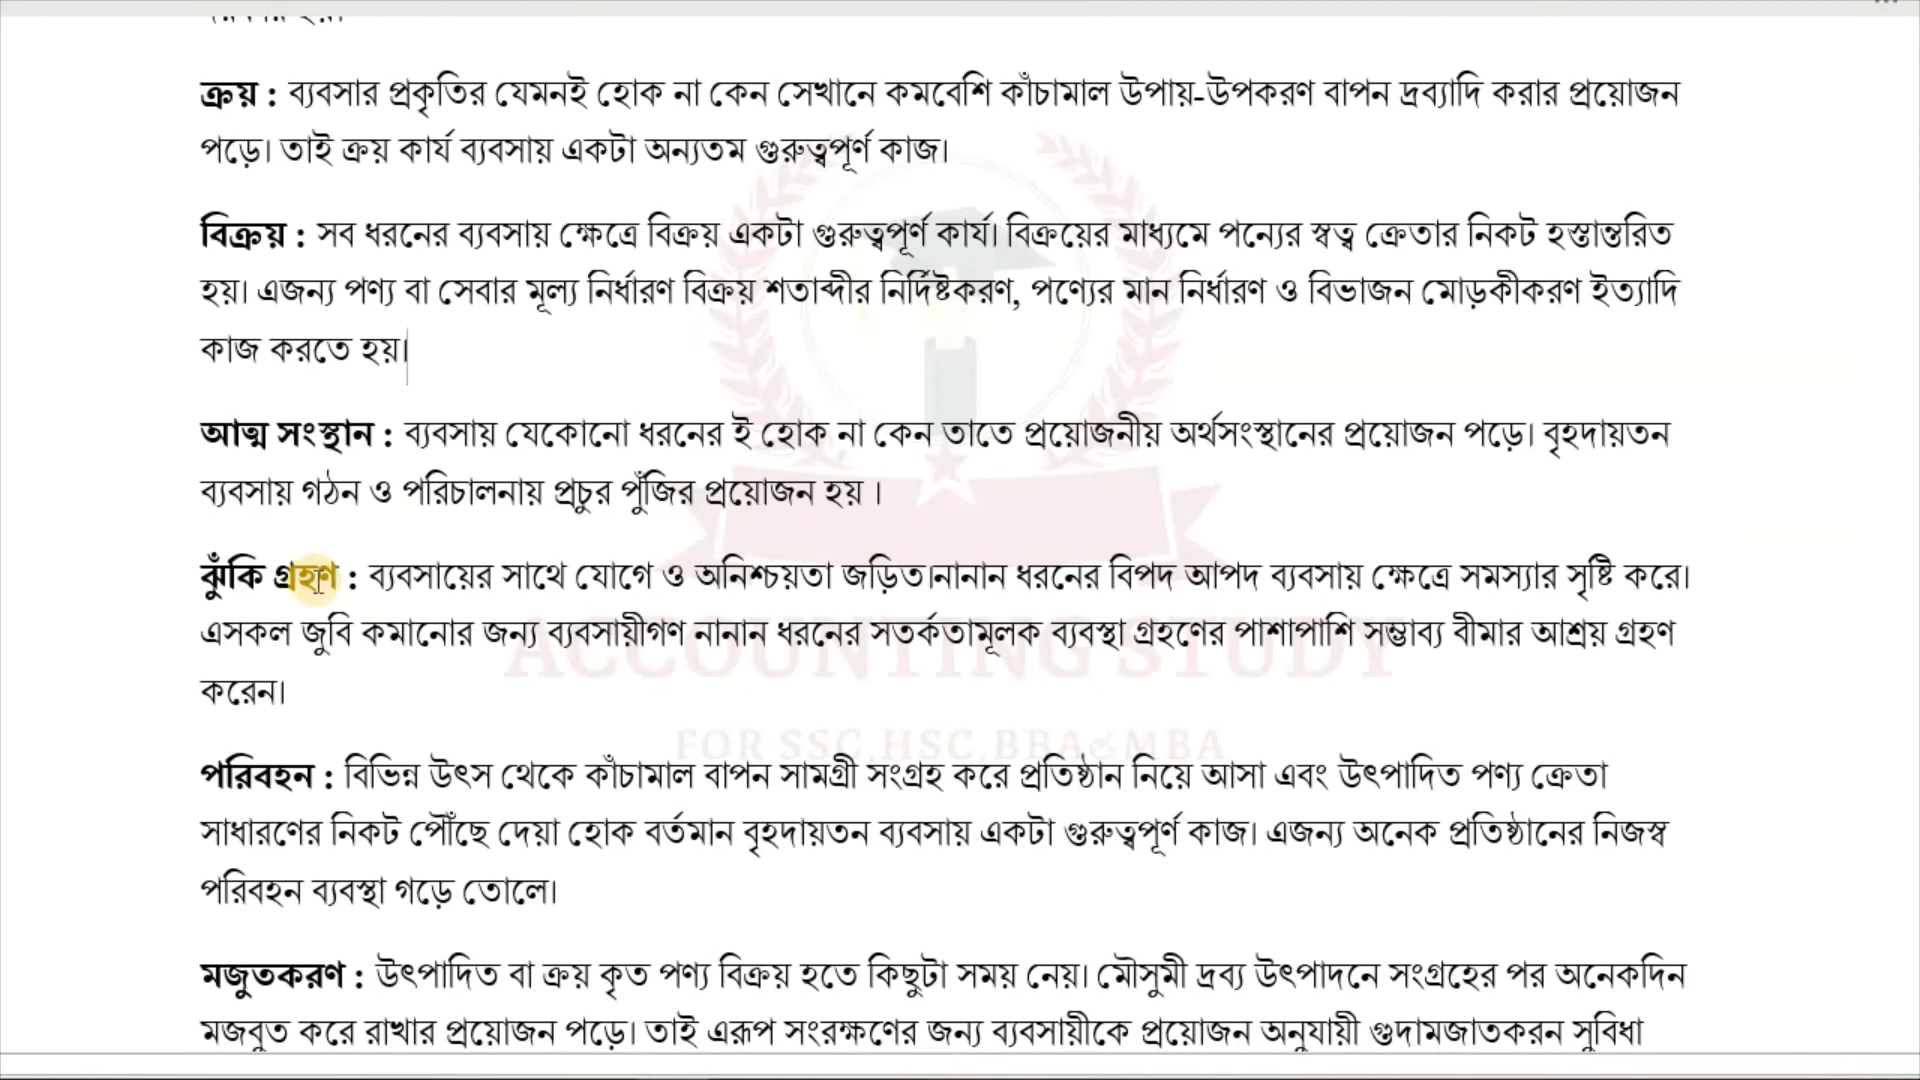 ক্রয় : ব্যবসার প্রকৃতির যেমনই হোক না কেন সেখানে কমবেশি কাঁচামাল উপায়-উপকরণ বাপন দ্রব্যাদি করার প্রয়োজন
পড়ে। তাই ক্রয় কার্য ব্যবসায় একটা অন্যতম গুরুত্বপূর্ণ কাজ।
বিক্রয় : সব ধরনের ব্যবসায় ক্ষেত্রে বিক্রয় একটা গুরুত্বপূর্ণ কার্য। বিক্রয়ের মাধ্যমে পন্যের স্বত্ব ক্রেতার নিকট হস্তান্তরিত
হয়। এজন্য পণ্য বা সেবার মূল্য নির্ধারণ বিক্রয় শতাব্দীর নির্দিষ্টকরণ, পণ্যের মান নির্ধারণ ও বিভাজন মোড়কীকরণ ইত্যাদি
কাজ করতে হয়।
আত্ম সংস্থান : ব্যবসায় যেকোনো ধরনের ই হোক না কেন তাতে প্রয়োজনীয় অর্থসংস্থানের প্রয়োজন পড়ে। বৃহদায়তন
ব্যবসায় গঠন ও পরিচালনায় প্রচুর পুঁজির প্রয়োজন হয় ।
ঝুঁকি গ্রহণ : ব্যবসায়ের সাথে যোগে ও অনিশ্চয়তা জড়িত।নানান ধরনের বিপদ আপদ ব্যবসায় ক্ষেত্রে সমস্যার সৃষ্টি করে।
এসকল জুবি কমানোর জন্য ব্যবসায়ীগণ নানান ধরনের সতর্কতামূলক ব্যবস্থা গ্রহণের পাশাপাশি সম্ভাব্য বীমার আশ্রয় গ্রহণ
ACCOUNTING STUDY
করেন।
FOR SSC,HSC,BBA&MBA
পরিবহন : বিভিন্ন উৎস থেকে কাঁচামাল বাপন সামগ্রী সংগ্রহ করে প্রতিষ্ঠান নিয়ে আসা এবং উৎপাদিত পণ্য ক্রেতা
সাধারণের নিকট পৌঁছে দেয়া হোক বর্তমান বৃহদায়তন ব্যবসায় একটা গুরুত্বপূর্ণ কাজ। এজন্য অনেক প্রতিষ্ঠানের নিজস্ব
পরিবহন ব্যবস্থা গড়ে তোলে।
মজুতকরণ : উৎপাদিত বা ক্রয় কৃত পণ্য বিক্রয় হতে কিছুটা সময় নেয়। মৌসুমী দ্রব্য উৎপাদনে সংগ্রহের পর অনেকদিন
মজবুত করে রাখার প্রয়োজন পড়ে। তাই এরূপ সংরক্ষণের জন্য ব্যবসায়ীকে প্রয়োজন অনুযায়ী গুদামজাতকরন সুবিধা